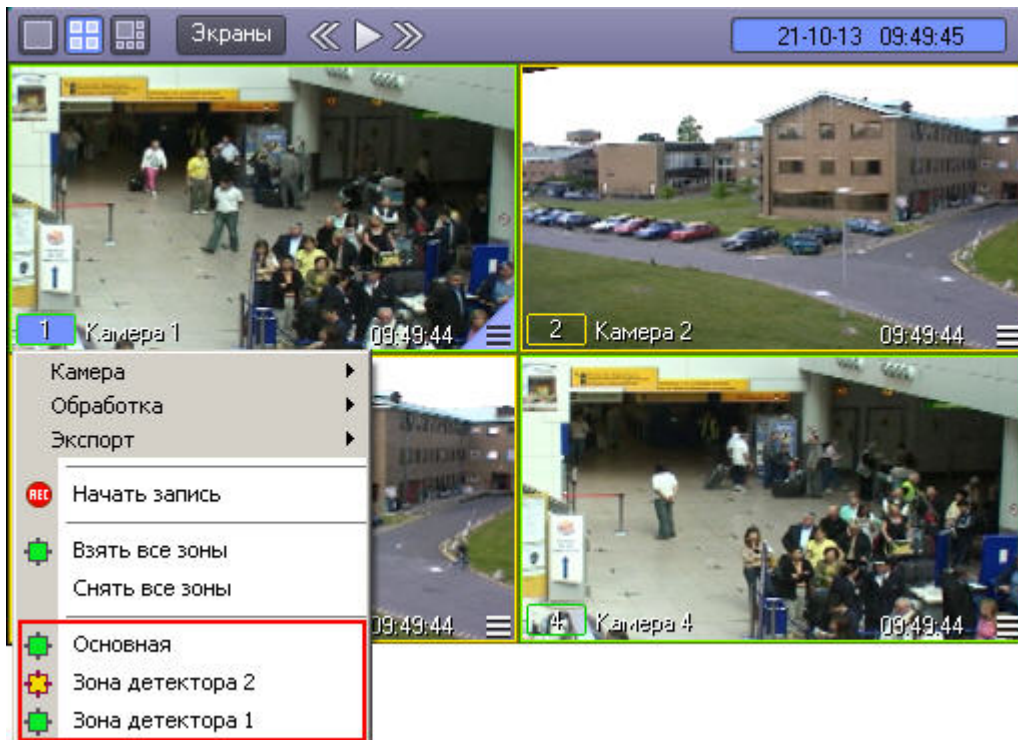 Экраны
21-10-13 09:49:45
1 Камера 1 09:49:44
2 Камера 2 09:49:44
Камера
Обработка
Экспорт
REC Начать запись
Взять все зоны
Снять все зоны
Основная
Зона детектора 2
Зона детектора 1
09:49:44
4 Камера 4 09:49:44